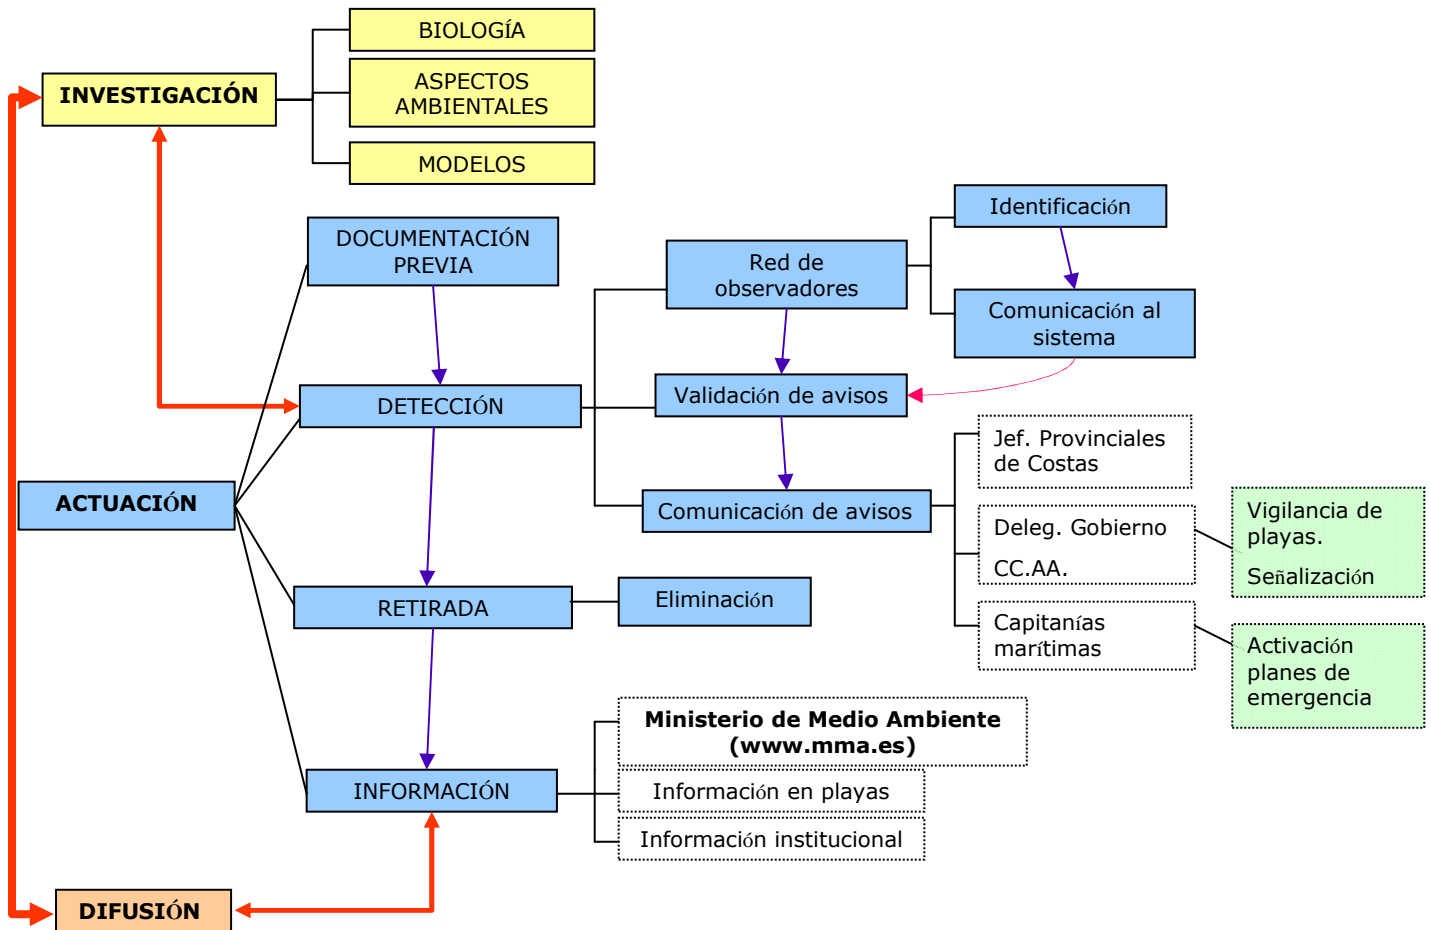 BIOLOGÍA
INVESTIGACIÓN
ASPECTOS
AMBIENTALES
MODELOS
DOCUMENTACIÓN
PREVIA
Red de
observadores
Identificación
Comunicación al
sistema
DETECCIÓN
Validación de avisos
Jef. Provinciales
de Costas
ACTUACIÓN
Comunicación de avisos
Deleg. Gobierno
CC.AA.
Vigilancia de
playas.
Señalización
RETIRADA
Eliminación
Capitanías
marítimas
Activación
planes de
emergencia
Ministerio de Medio Ambiente
(www.mma.es)
INFORMACIÓN
Información en playas
Información institucional
DIFUSIÓN